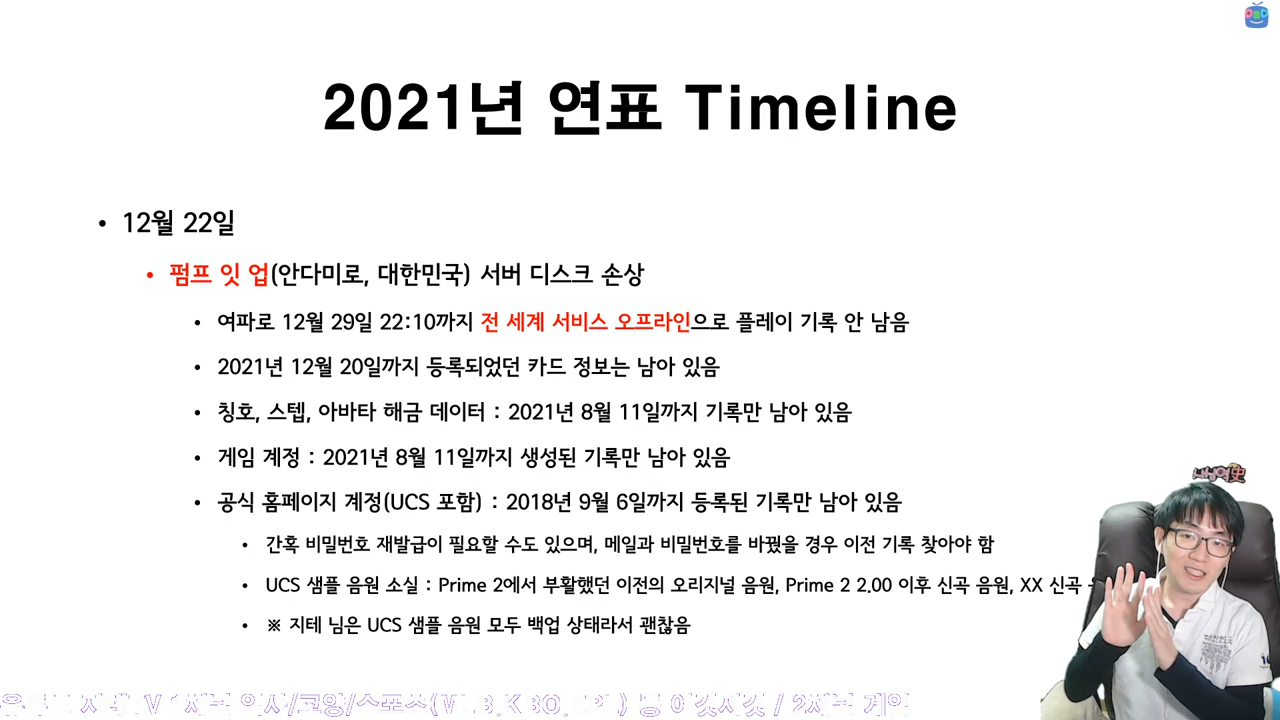 2021년 연표 Timeline
• 12월 22일
• 펌프 잇 업(안다미로, 대한민국) 서버 디스크 손상
• 여파로 12월 29일 22:10까지 전 세계 서비스 오프라인으로 플레이 기록 안 남음
• 2021년 12월 20일까지 등록되었던 카드 정보는 남아 있음
• 칭호, 스텝, 아바타 해금 데이터 : 2021년 8월 11일까지 기록만 남아 있음
• 게임 계정 : 2021년 8월 11일까지 생성된 기록만 남아 있음
• 공식 홈페이지 계정(UCS 포함) : 2018년 9월 6일까지 등록된 기록만 남아 있음
• 간혹 비밀번호 재발급이 필요할 수도 있으며, 메일과 비밀번호를 바꿨을 경우 이전 기록 찾아야 함
• UCS 샘플 음원 소실 : Prime 2에서 부활했던 이전의 오리지널 음원, Prime 2 2.00 이후 신곡 음원, XX 신곡
• ※ 지테 님은 UCS 샘플 음원 모두 백업 상태라서 괜찮음